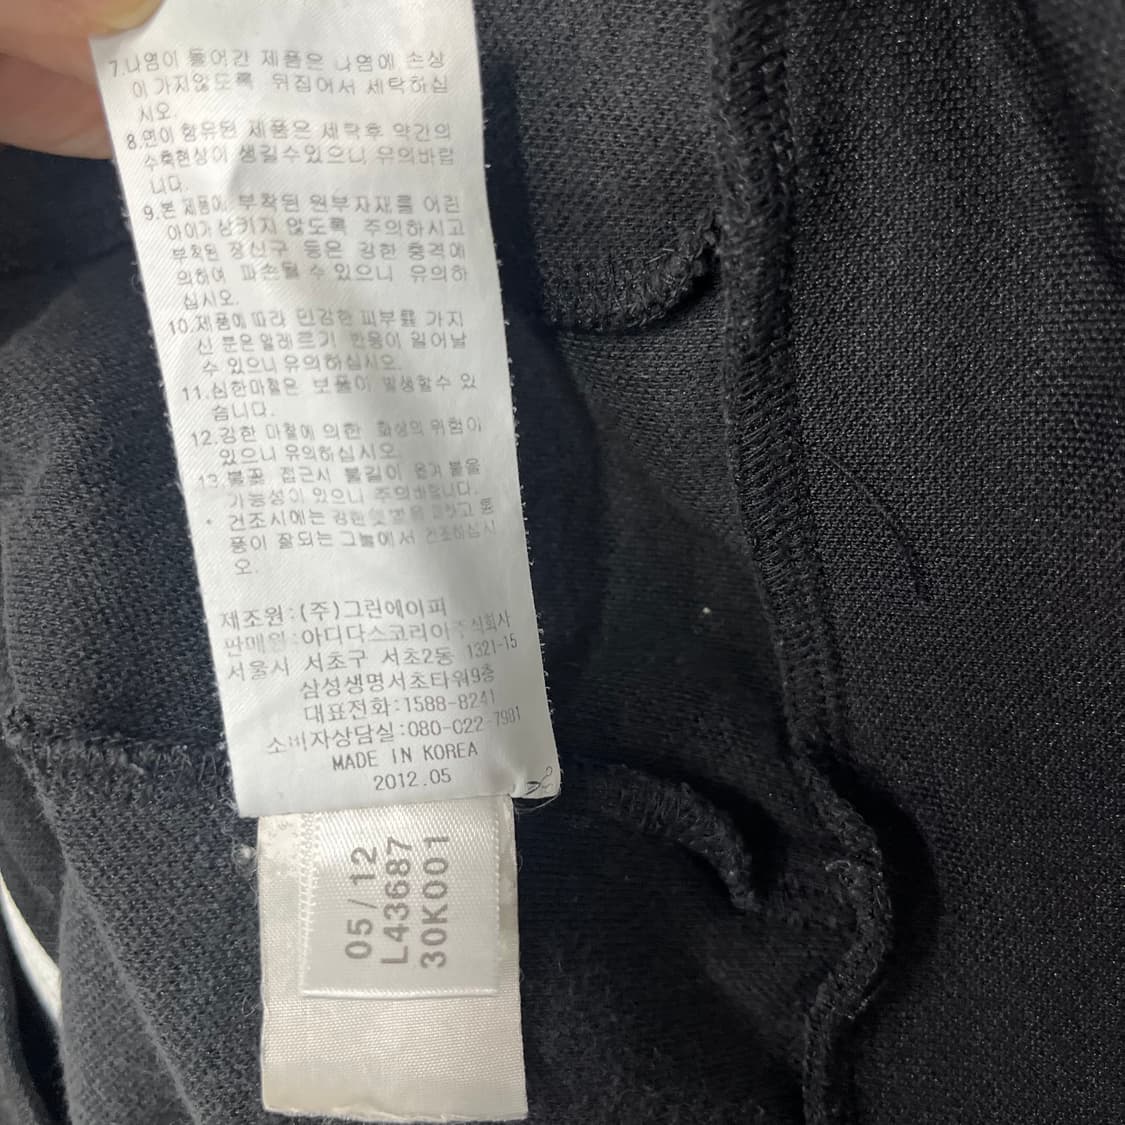 7.나염이 들어간 제품은 나염에 손상
이 가지않도록 뒤집어서 세탁하십
시오.
8.면이 함유된 제품은 세탁후 약간의
수축현상이 생길수있으니 유의바랍
니다.
9.본 제품에 부착된 원부자재를 어린
아이가 삼키지 않도록 주의하시고
부착된 장신구 등은 강한 충격에
의하여 파손될 수 있으니 유의하
십시오.
10.제품에 따라 민감한 피부를 가지
신 분은 알레르기 반응이 일어날
수 있으니 유의하십시오.
11.심한마찰은 보풀이 발생할수 있
습니다.
12.강한 마찰에 의한 화상의 위험이
있으니 유의하십시오.
13.불꽃 접근시 불길이 옮겨 붙을
가능성이 있으니 주의바랍니다.
· 건조시에는 강한 햇볕을 피하고 통
풍이 잘되는 그늘에서 건조하십시
오.
제조원:(주)그린에이피
판매원:아디다스코리아주식회사
서울시 서초구 서초2동 1321-15
삼성생명서초타워9층
대표전화:1588-8241
소비자상담실:080-022-7981
MADE IN KOREA
2012.05
05/12
L43687
30K001